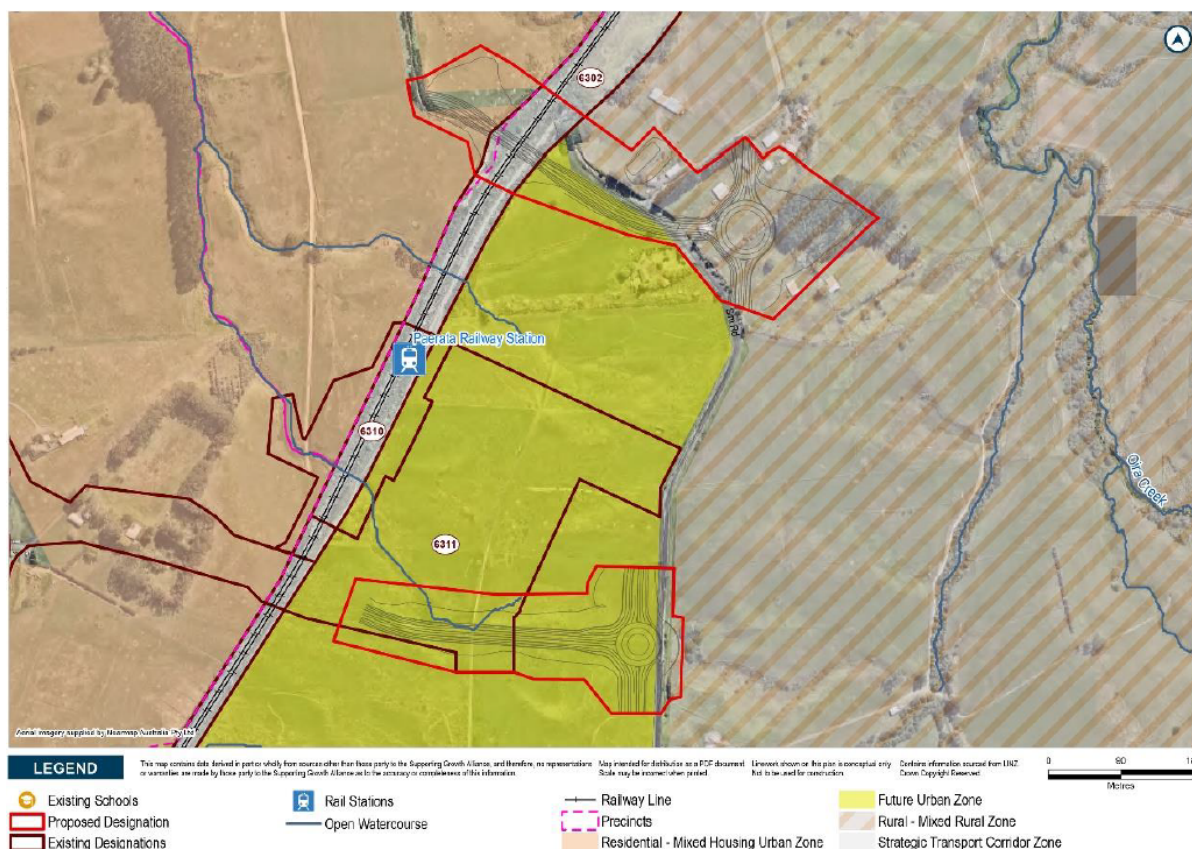 6302
Paerata Railway Station
Sim Rd
6310
Oira Creek
6311
Aerial Imagery supplied by Nearmap Australia Pty Ltd
LEGEND
This map contains data derived in part or wholly from sources other than those party to the Supporting Growth Alliance, and therefore, no representations
or warranties are made by those party to the Supporting Growth Alliance as to the accuracy or completeness of this information.
Map intended for distribution as a PDF document.
Scale may be incorrect when printed.
Linework shown on this plan is conceptual only.
Not to be used for construction.
Contains information sourced from LINZ.
Crown Copyright Reserved.
0 90
Metres
Existing Schools
Proposed Designation
Existing Designations
Rail Stations
Open Watercourse
Railway Line
Precincts
Residential - Mixed Housing Urban Zone
Future Urban Zone
Rural - Mixed Rural Zone
Strategic Transport Corridor Zone